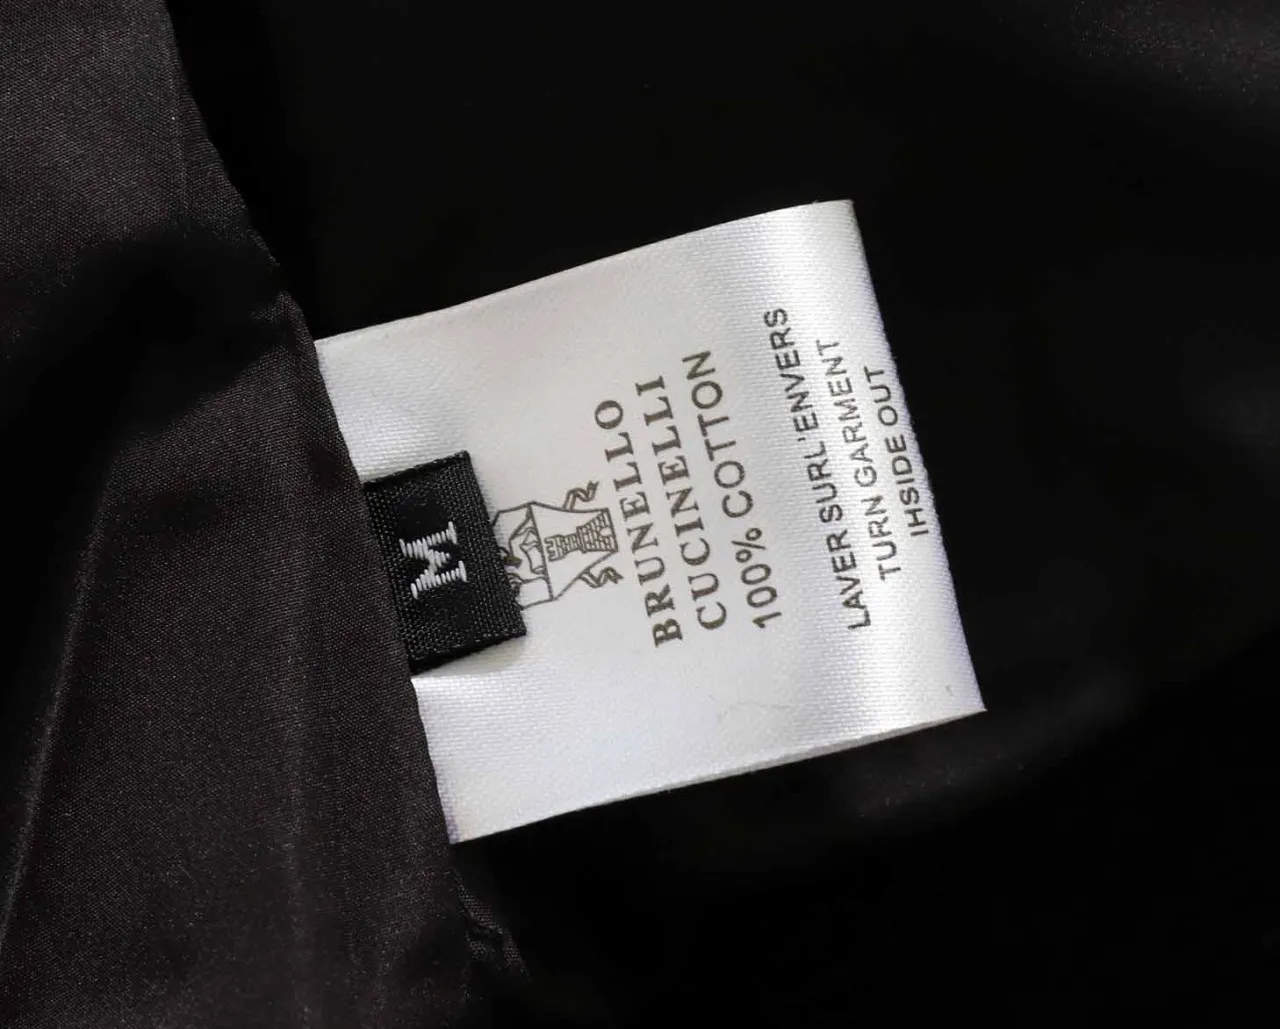 M
BRUNELLO
CUCINELLI
100% COTTON
LAVER SURL'ENVERS
TURN GARMENT
IHSIDE OUT